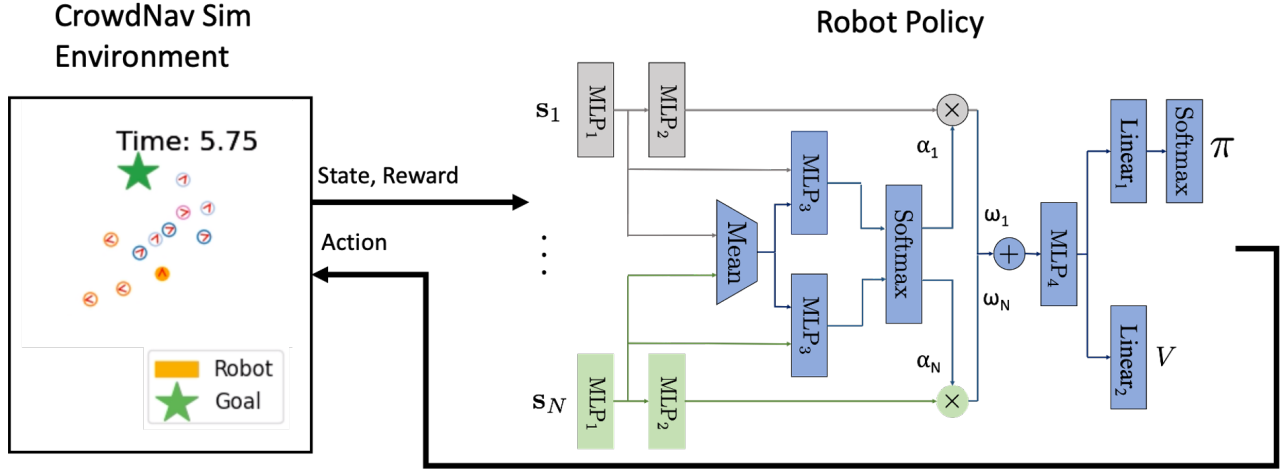 CrowdNav Sim
Environment
Time: 5.75
Robot
Goal
State, Reward
Action
Robot Policy
s₁
MLP₁
MLP₂
MLP₃
α₁
Mean
Softmax
MLP₃
αN
s_N
MLP₁
MLP₂
ω₁
ωN
MLP₄
Linear₁
Softmax
π
Linear₂
V